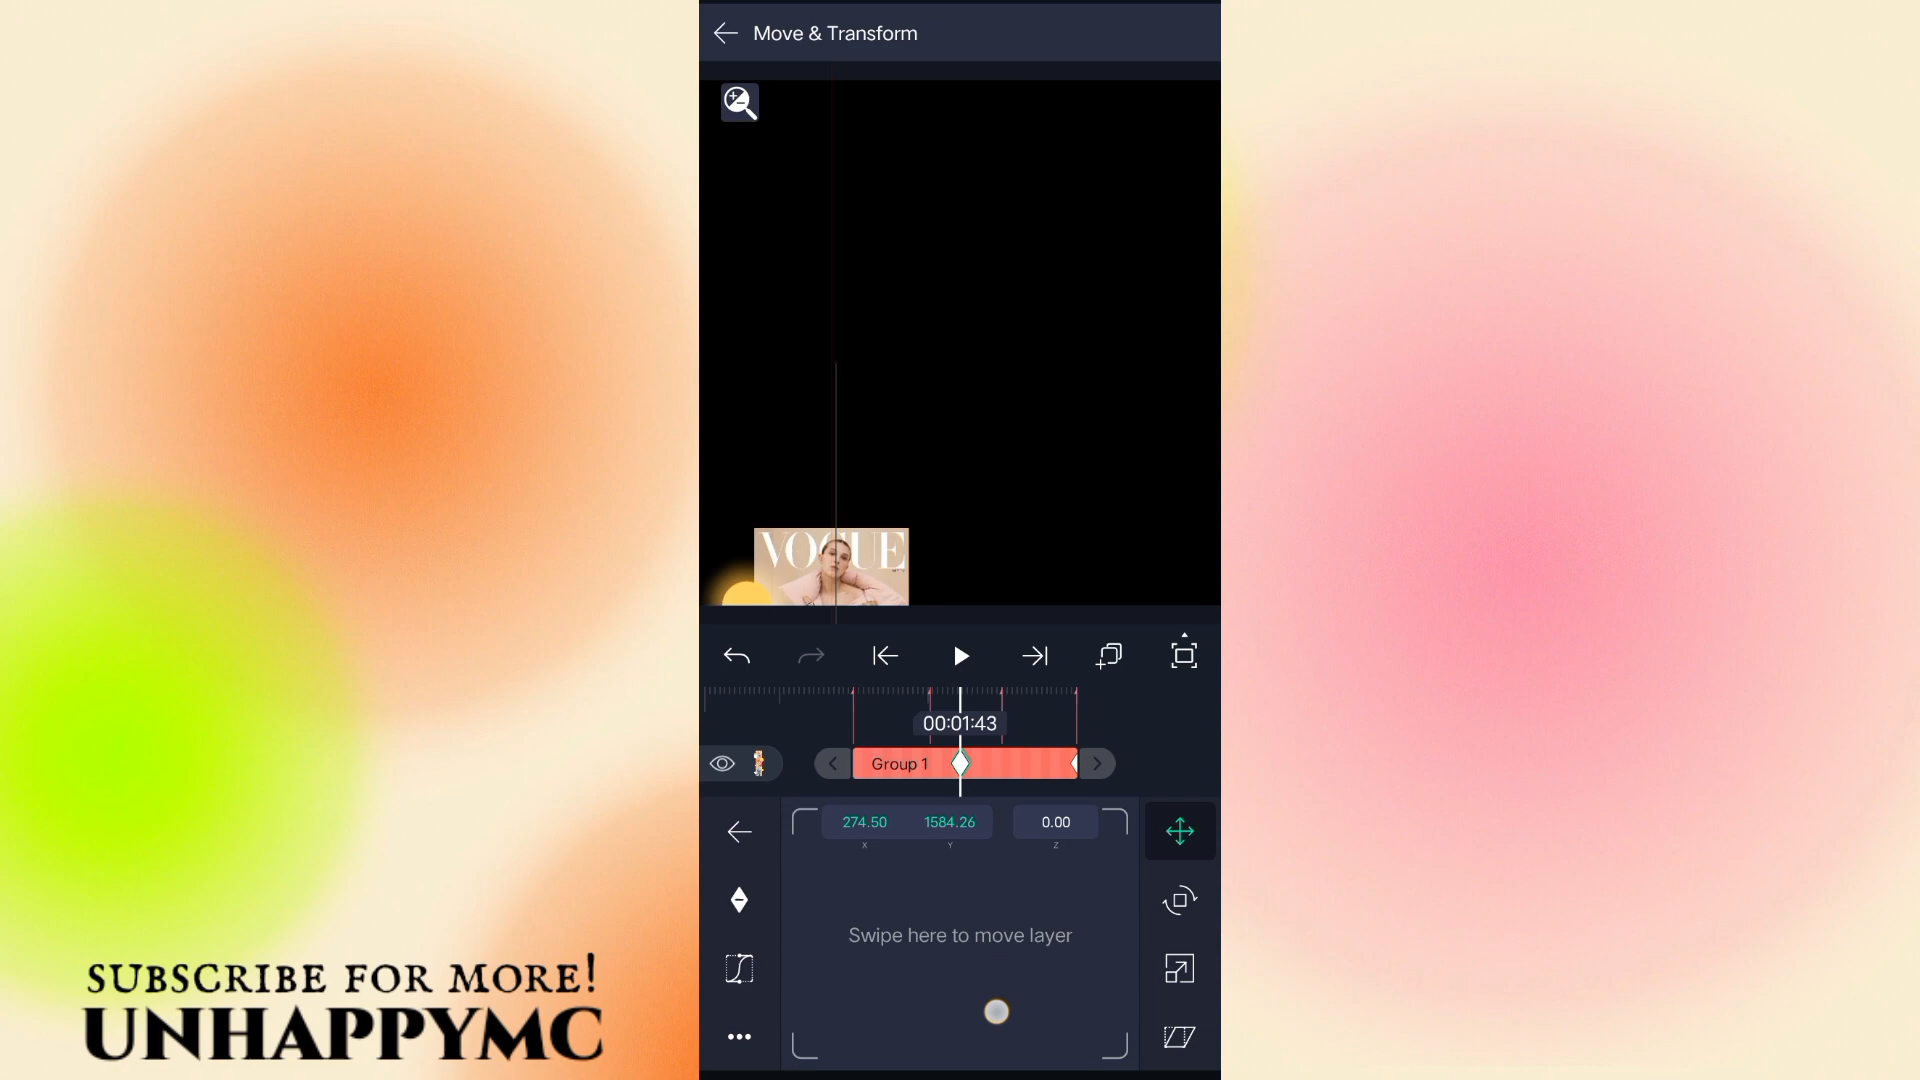 Move & Transform
VOGUE
00:01:43
Group 1
274.50 1584.26 0.00
X Y Z
Swipe here to move layer
SUBSCRIBE FOR MORE!
UNHAPPYMC